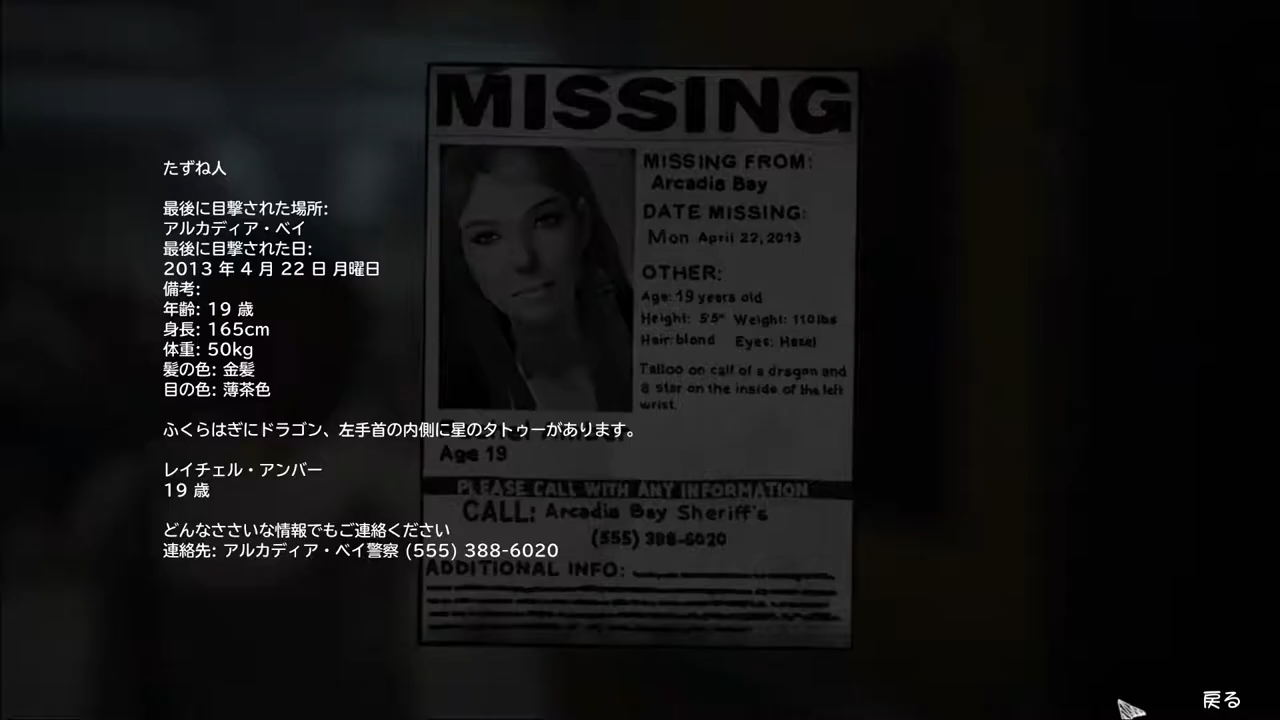 たずね人
最後に目撃された場所:
アルカディア・ベイ
最後に目撃された日:
2013 年 4 月 22 日 月曜日
備考:
年齢: 19 歳
身長: 165cm
体重: 50kg
髪の色: 金髪
目の色: 薄茶色
ふくらはぎにドラゴン、左手首の内側に星のタトゥーがあります。
レイチェル・アンバー
19 歳
どんなささいな情報でもご連絡ください
連絡先: アルカディア・ベイ警察 (555) 388-6020
MISSING
MISSING FROM:
Arcadia Bay
DATE MISSING:
Mon April 22, 2013
OTHER:
Age: 19 years old
Height: 5'5" Weight: 110 lbs
Hair: blond Eyes: Hazel
Tattoo on calf of a dragon and
a star on the inside of the left
wrist.
Age 19
PLEASE CALL WITH ANY INFORMATION
CALL: Arcadia Bay Sheriff's
(555) 388-6020
ADDITIONAL INFO:
戻る